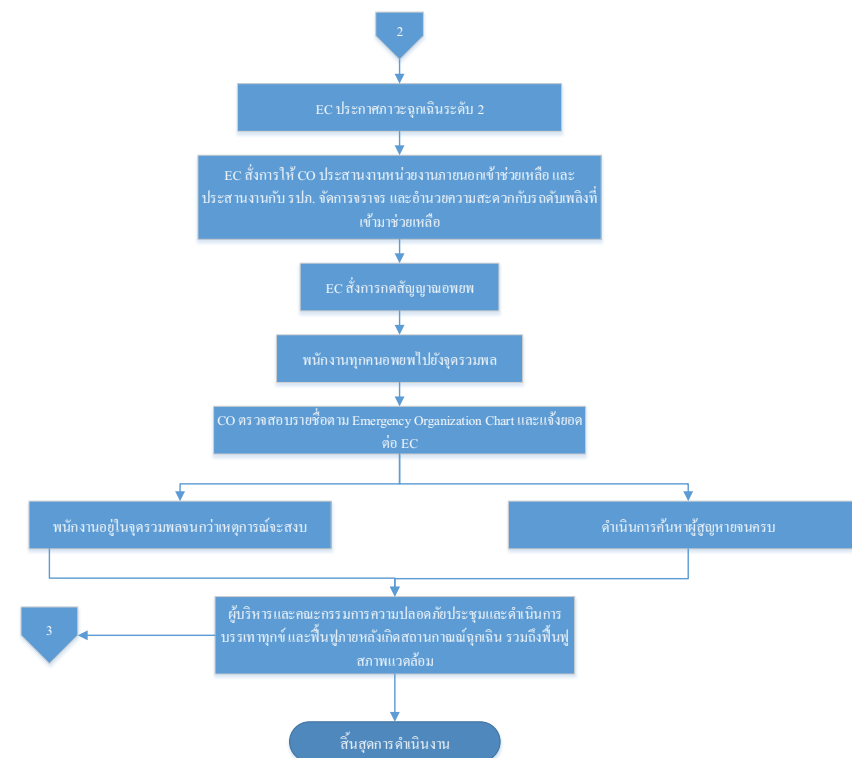 2
EC ประกาศภาวะฉุกเฉินระดับ 2
EC สั่งการให้ CO ประสานงานหน่วยงานภายนอกเข้าช่วยเหลือ และ
ประสานงานกับ รปภ. จัดการจราจร และอำนวยความสะดวกกับรถดับเพลิงที่
เข้ามาช่วยเหลือ
EC สั่งการกดสัญญาณอพยพ
พนักงานทุกคนอพยพไปยังจุดรวมพล
CO ตรวจสอบรายชื่อตาม Emergency Organization Chart และแจ้งยอด
ต่อ EC
พนักงานอยู่ในจุดรวมพลจนกว่าเหตุการณ์จะสงบ
ดำเนินการค้นหาผู้สูญหายจนครบ
ผู้บริหารและคณะกรรมการความปลอดภัยประชุมและดำเนินการ
บรรเทาทุกข์ และฟื้นฟูภายหลังเกิดสถานกาณณ์ฉุกเฉิน รวมถึงฟื้นฟู
สภาพแวดล้อม
3
สิ้นสุดการดำเนินงาน